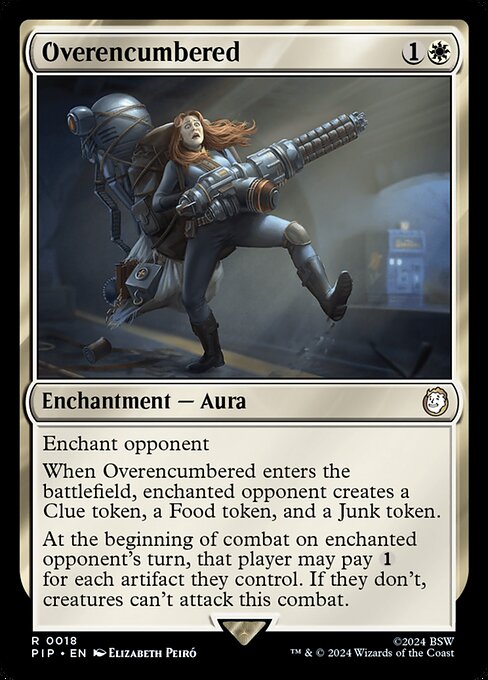 Overencumbered 1
Enchantment — Aura
Enchant opponent
When Overencumbered enters the
battlefield, enchanted opponent creates a
Clue token, a Food token, and a Junk token.
At the beginning of combat on enchanted
opponent's turn, that player may pay 1
for each artifact they control. If they don't,
creatures can't attack this combat.
R 0018
PIP • EN Elizabeth Peiró
©2024 BSW
™ & © 2024 Wizards of the Coast